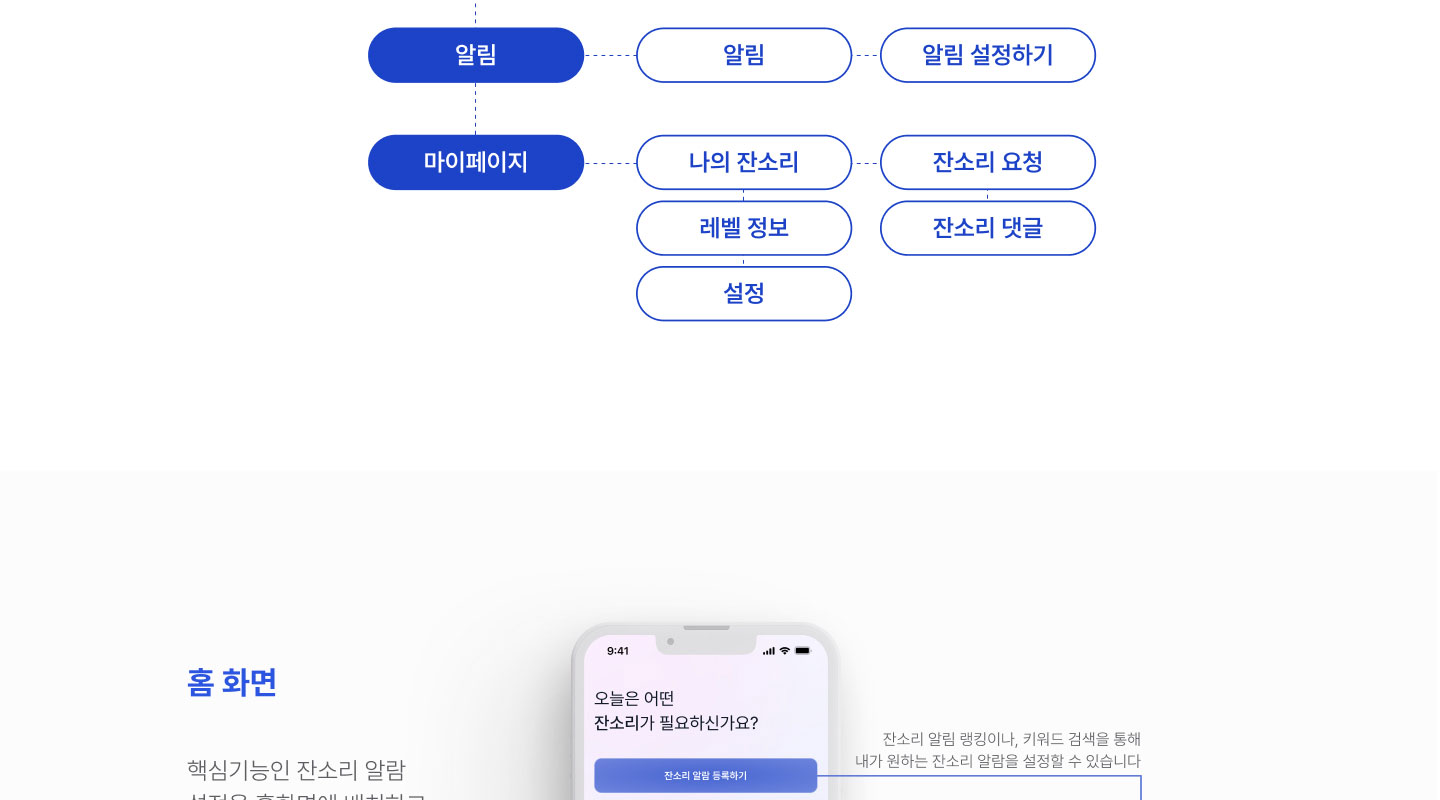 알림
알림
알림 설정하기
마이페이지
나의 잔소리
잔소리 요청
레벨 정보
잔소리 댓글
설정
9:41
홈 화면
오늘은 어떤
잔소리가 필요하신가요?
잔소리 알림 랭킹이나, 키워드 검색을 통해
내가 원하는 잔소리 알람을 설정할 수 있습니다
핵심기능인 잔소리 알람
잔소리 알람 등록하기